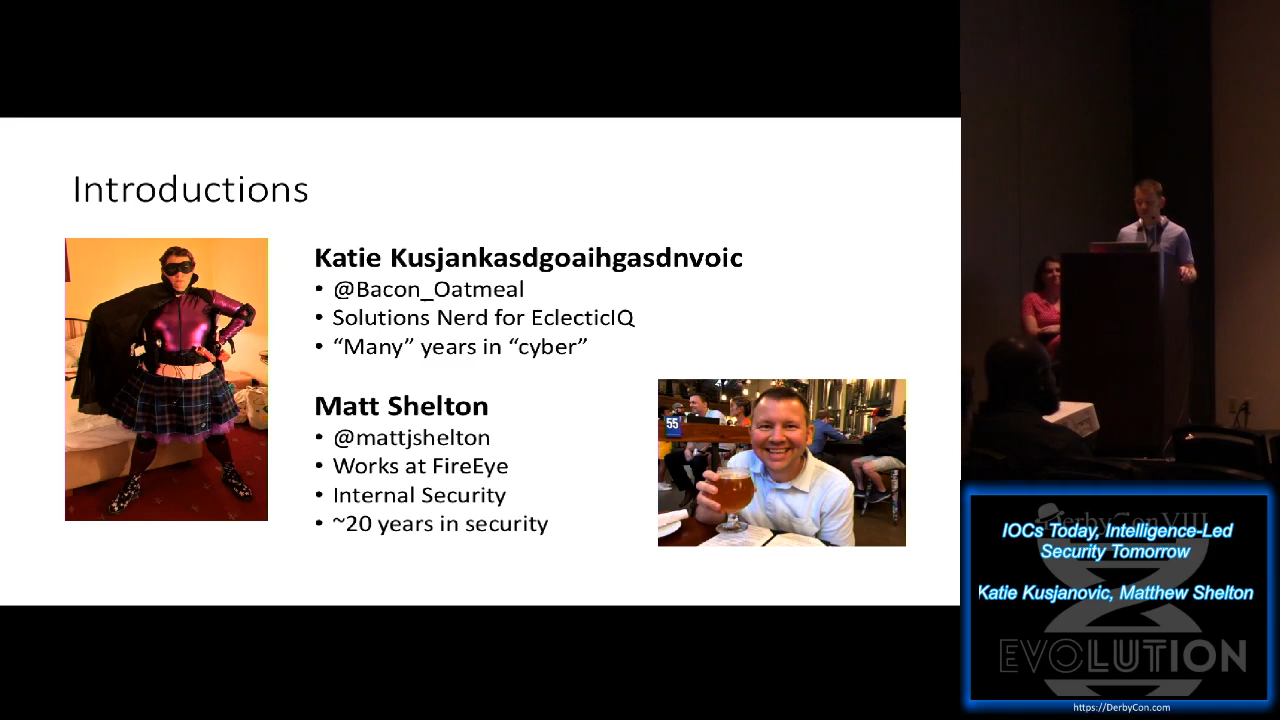 Introductions
Katie Kusjankasdgoaihgasdnvoic
• @Bacon_Oatmeal
• Solutions Nerd for EclecticIQ
• “Many” years in “cyber”
Matt Shelton
• @mattjshelton
• Works at FireEye
• Internal Security
• ~20 years in security
55
DerbyCon VIII
IOCs Today, Intelligence-Led
Security Tomorrow
Katie Kusjanovic, Matthew Shelton
EVOLUTION
https://DerbyCon.com